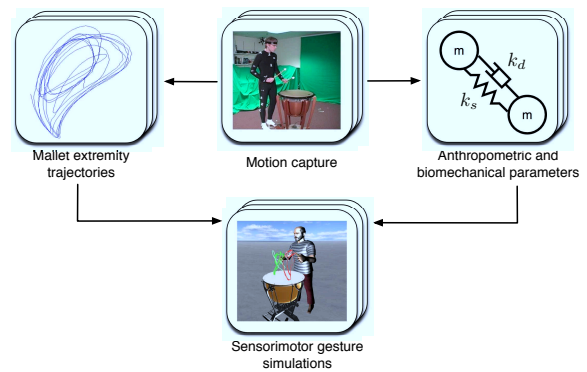 m
k_d
k_s
m
Mallet extremity
trajectories
Motion capture
Anthropometric and
biomechanical parameters
Sensorimotor gesture
simulations